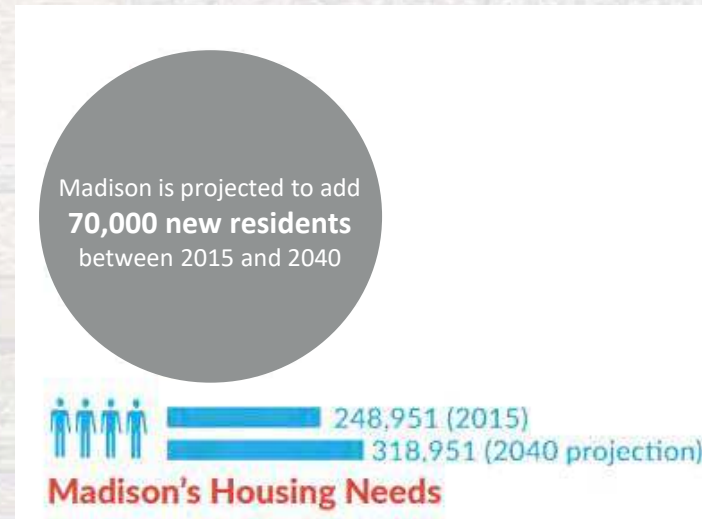 Madison is projected to add
70,000 new residents
between 2015 and 2040
248,951 (2015)
318,951 (2040 projection)
Madison's Housing Needs